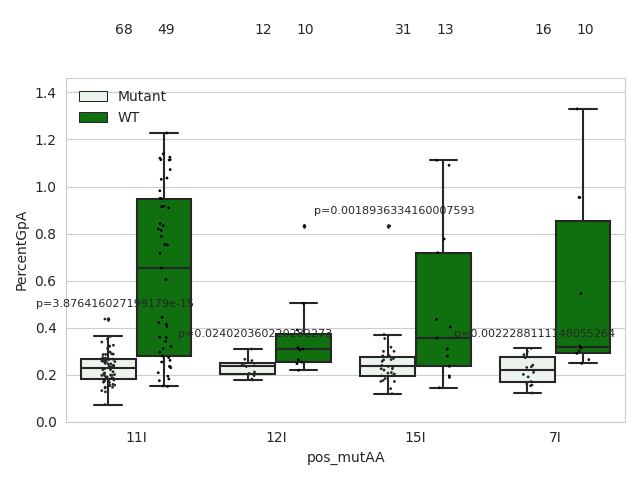 68 49 12 10 31 13 16 10
1.4
Mutant
WT
1.2
1.0
p=0.0018936334160007593
0.8
PercentGpA
0.6
p=3.876416027199179e-15
0.4
p=0.0022288111148055264
0.2
0.0
11I 12I 15I 7I
pos_mutAA